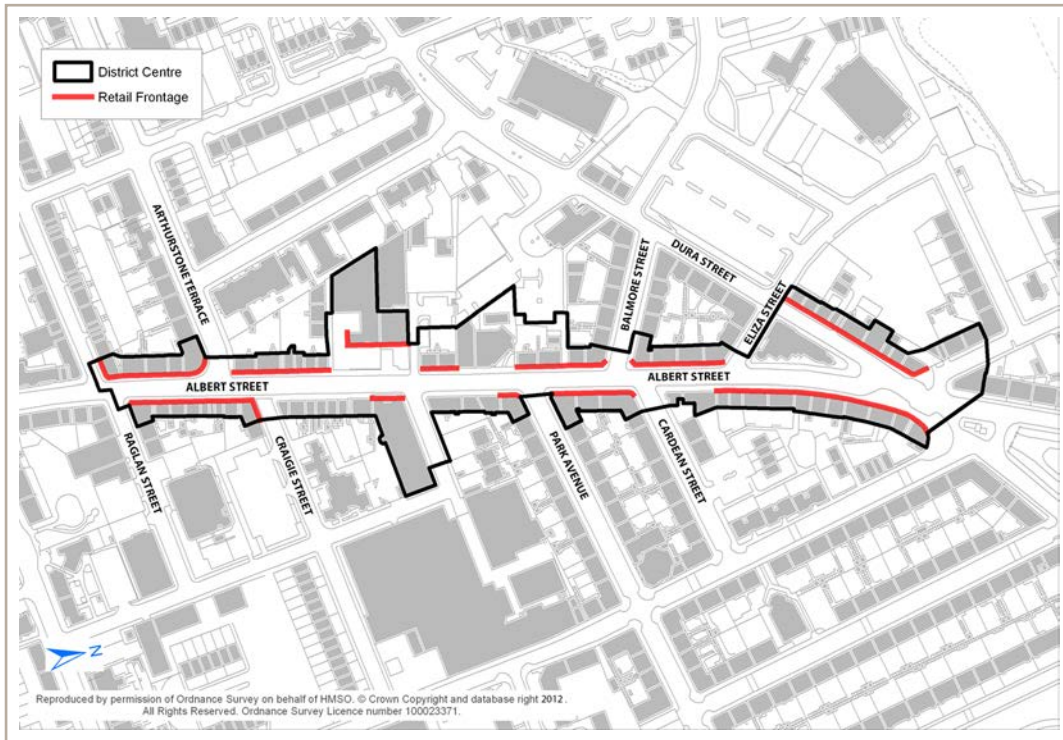 District Centre
Retail Frontage
ARTHURSTONE TERRACE
BALMORE STREET
DURA STREET
ELIZA STREET
ALBERT STREET
ALBERT STREET
RAGLAN STREET
CRAIGIE STREET
PARK AVENUE
CARDEAN STREET
N
Reproduced by permission of Ordnance Survey on behalf of HMSO. © Crown Copyright and database right 2012.
All Rights Reserved. Ordnance Survey Licence number 100023371.